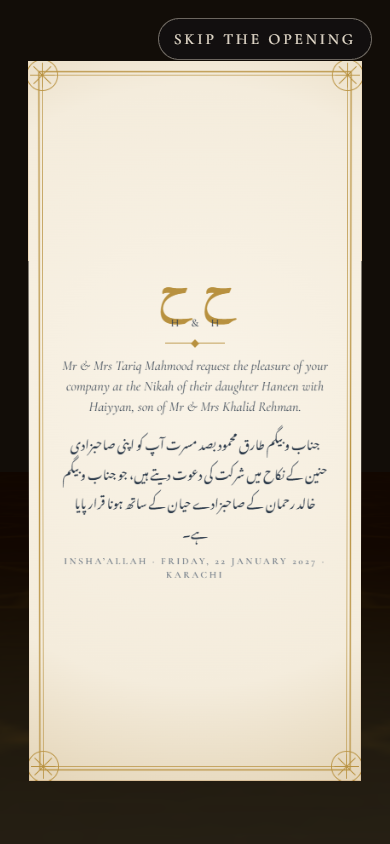 SKIP THE OPENING
ح ح
H & H
Mr & Mrs Tariq Mahmood request the pleasure of your
company at the Nikah of their daughter Haneen with
Haiyyan, son of Mr & Mrs Khalid Rehman.
جناب و بیگم طارق محمود بصد مسرت آپ کو اپنی صاحبزادی
حنین کے نکاح میں شرکت کی دعوت دیتے ہیں، جو جناب و بیگم
خالد رحمان کے صاحبزادے حیان کے ساتھ ہونا قرار پایا
ہے۔
INSHA'ALLAH · FRIDAY, 22 JANUARY 2027 ·
KARACHI